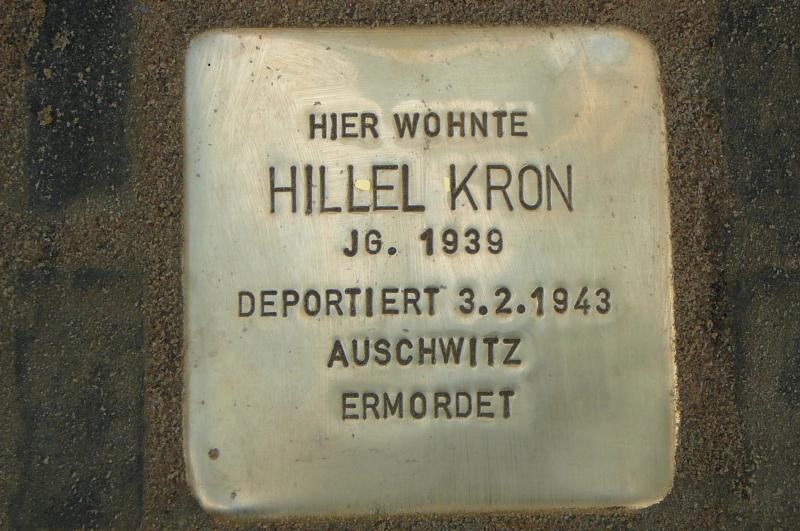 HIER WOHNTE
HILLEL KRON
JG. 1939
DEPORTIERT 3.2.1943
AUSCHWITZ
ERMORDET